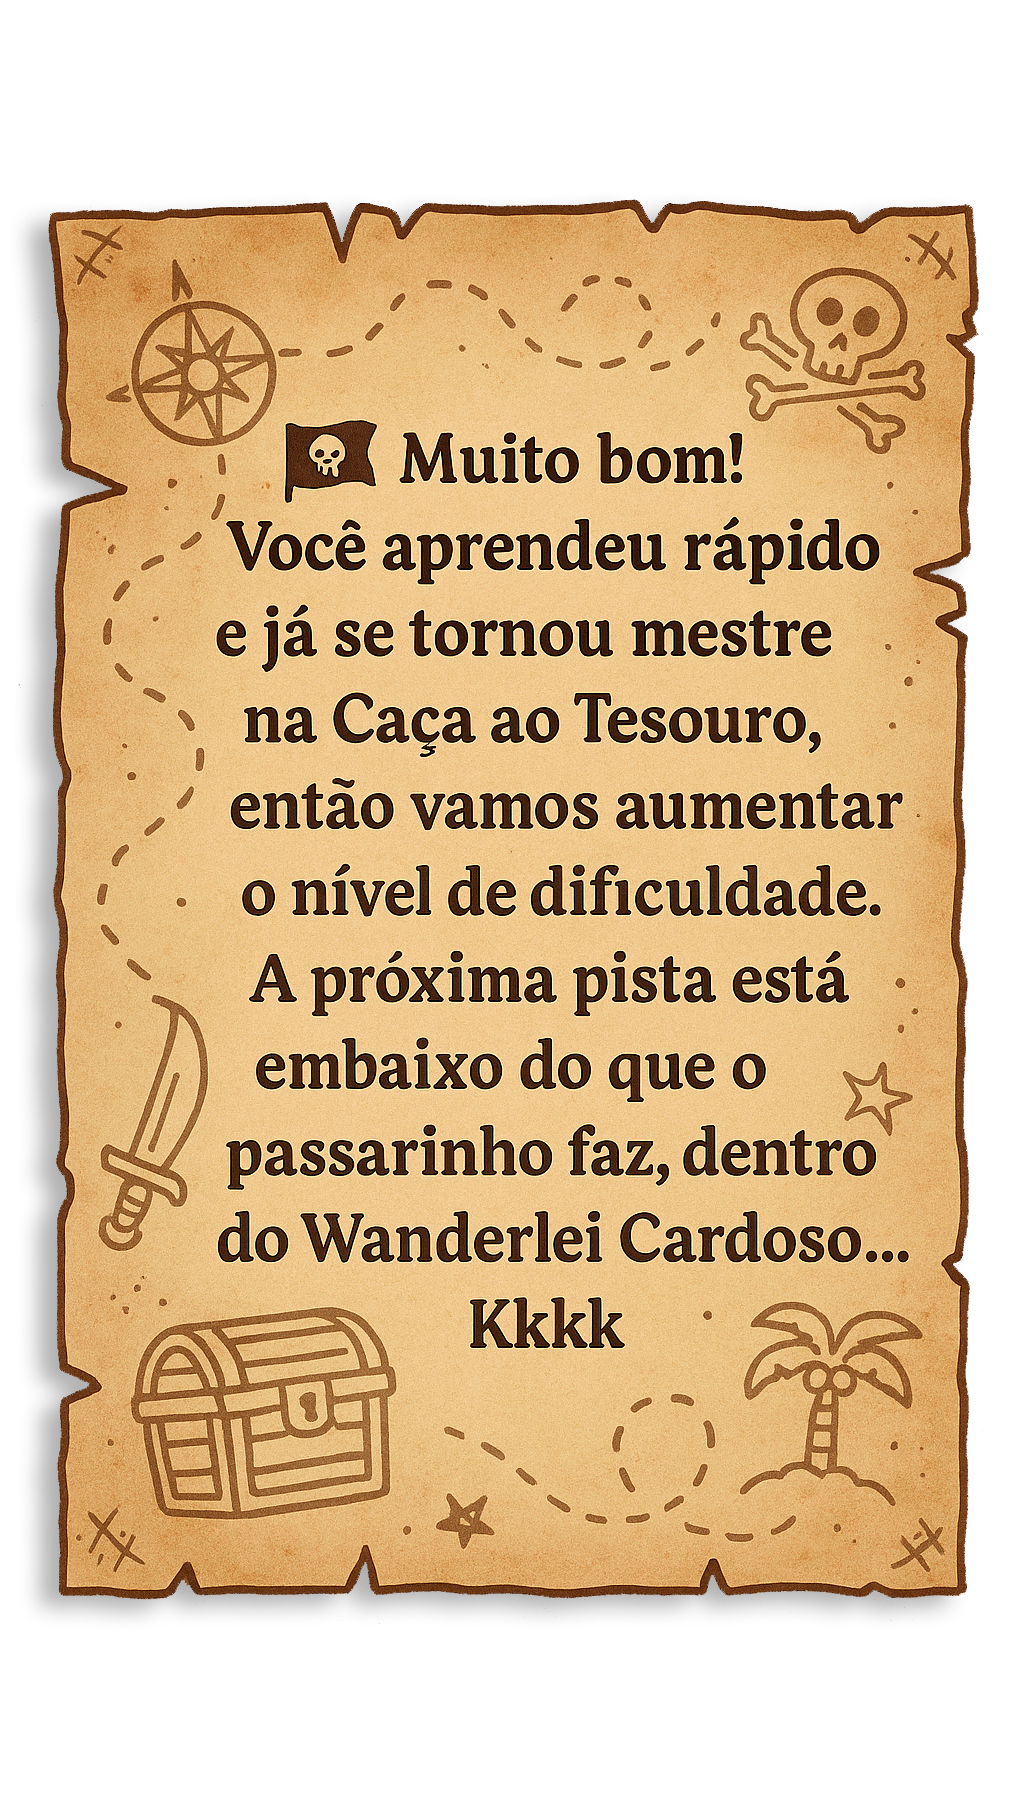 Muito bom!
Você aprendeu rápido
e já se tornou mestre
na Caça ao Tesouro,
então vamos aumentar
o nível de dificuldade.
A próxima pista está
embaixo do que o
passarinho faz, dentro
do Wanderlei Cardoso...
Kkkk